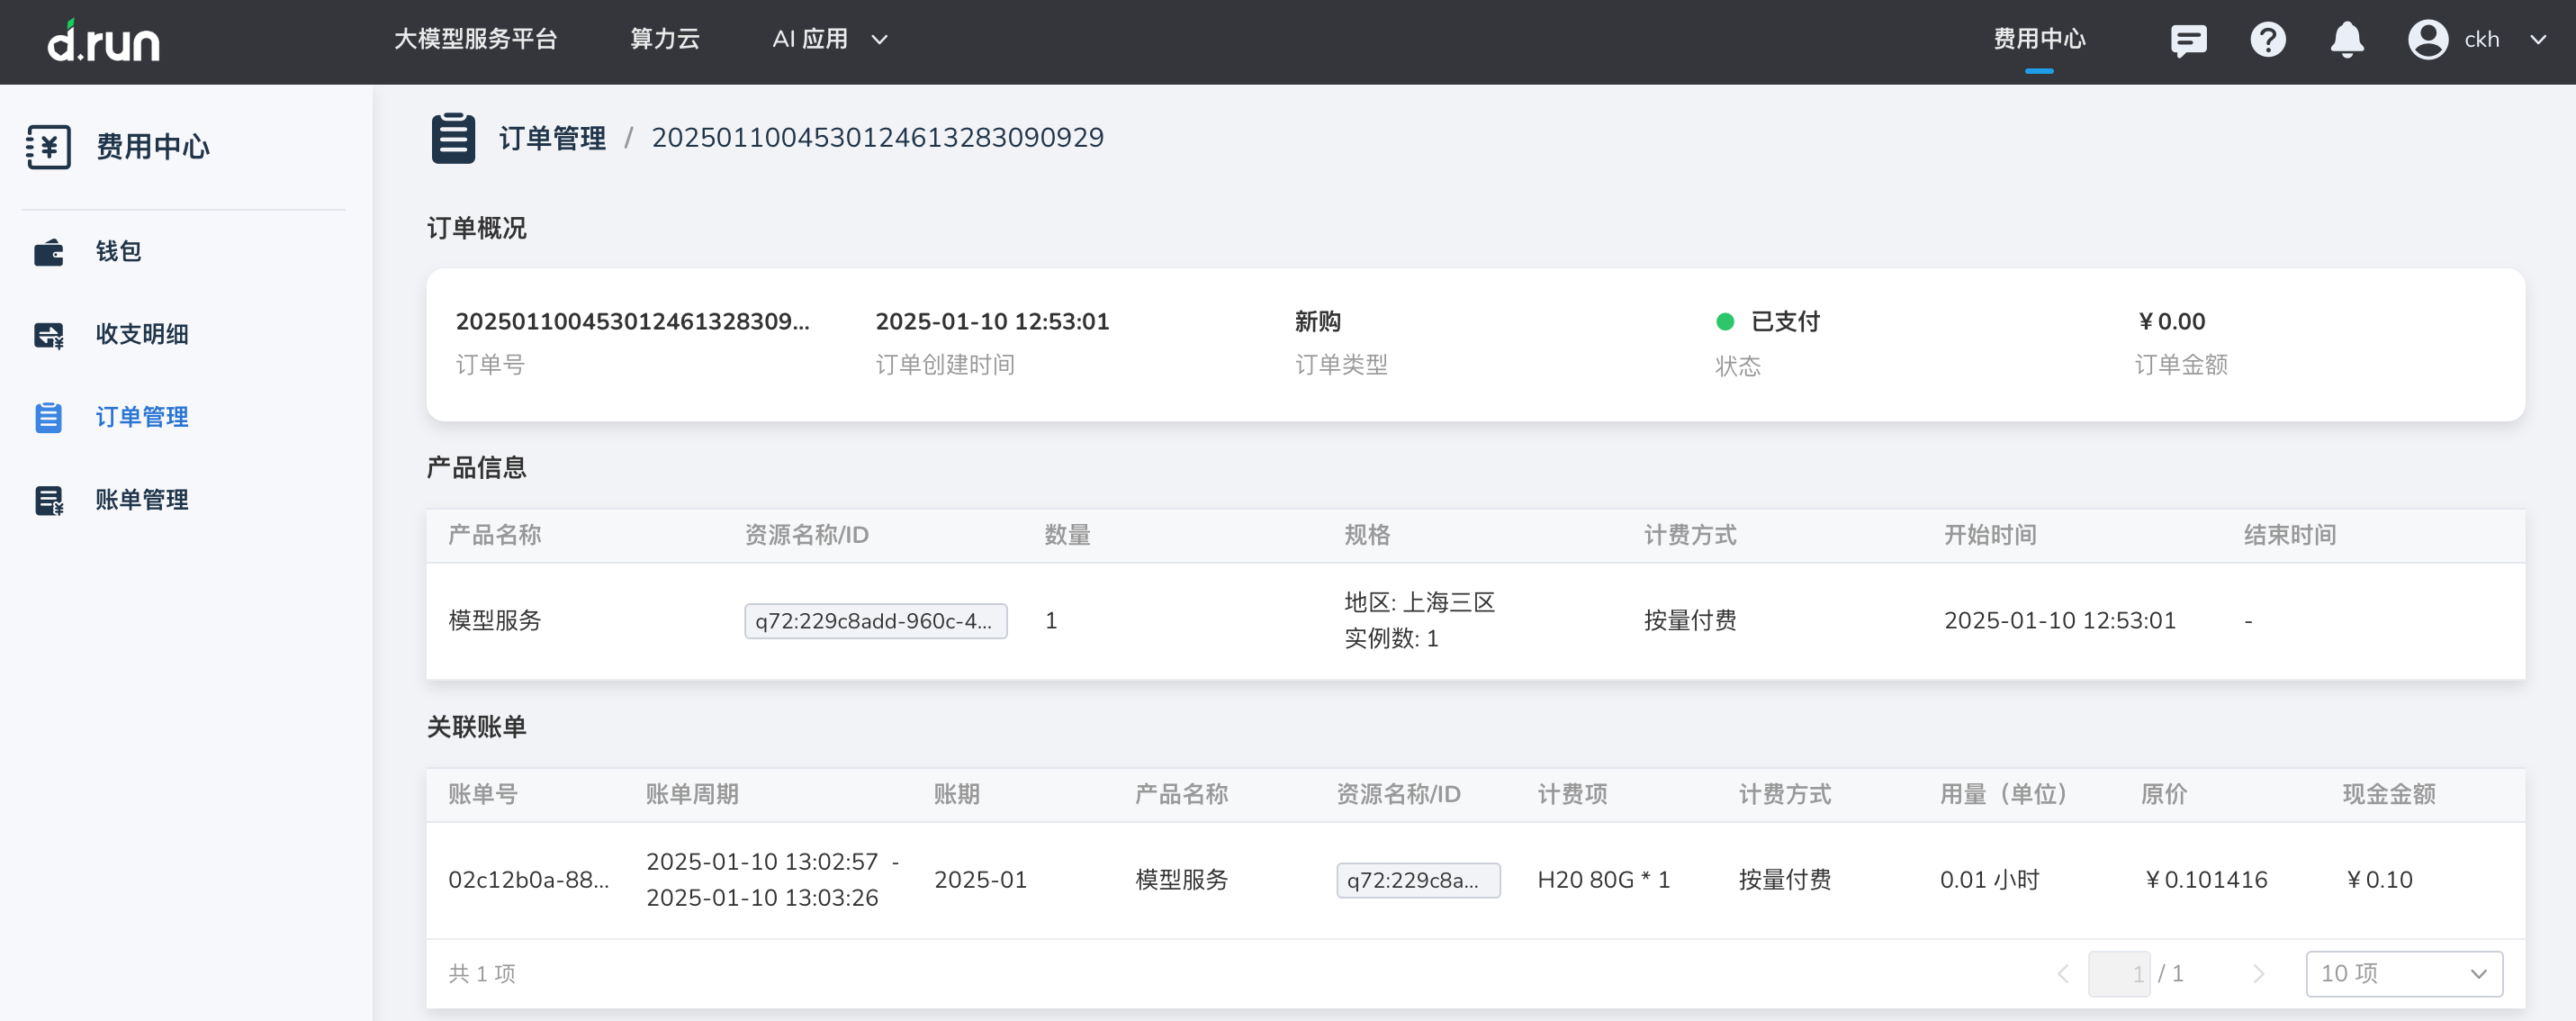 d.run
大模型服务平台
算力云
AI 应用
费用中心
ckh
费用中心
钱包
收支明细
订单管理
账单管理
订单管理 / 20250110045301246132830909​29
订单概况
202501100453012461328309...
订单号
2025-01-10 12:53:01
订单创建时间
新购
订单类型
已支付
状态
¥ 0.00
订单金额
产品信息
产品名称 资源名称/ID 数量 规格 计费方式 开始时间 结束时间
模型服务 q72:229c8add-960c-4... 1 地区: 上海三区 按量付费 2025-01-10 12:53:01 -
实例数: 1
关联账单
账单号 账单周期 账期 产品名称 资源名称/ID 计费项 计费方式 用量（单位） 原价 现金金额
02c12b0a-88... 2025-01-10 13:02:57 - 2025-01 模型服务 q72:229c8a... H20 80G * 1 按量付费 0.01 小时 ¥ 0.101416 ¥ 0.10
2025-01-10 13:03:26
共 1 项
1 / 1
10 项